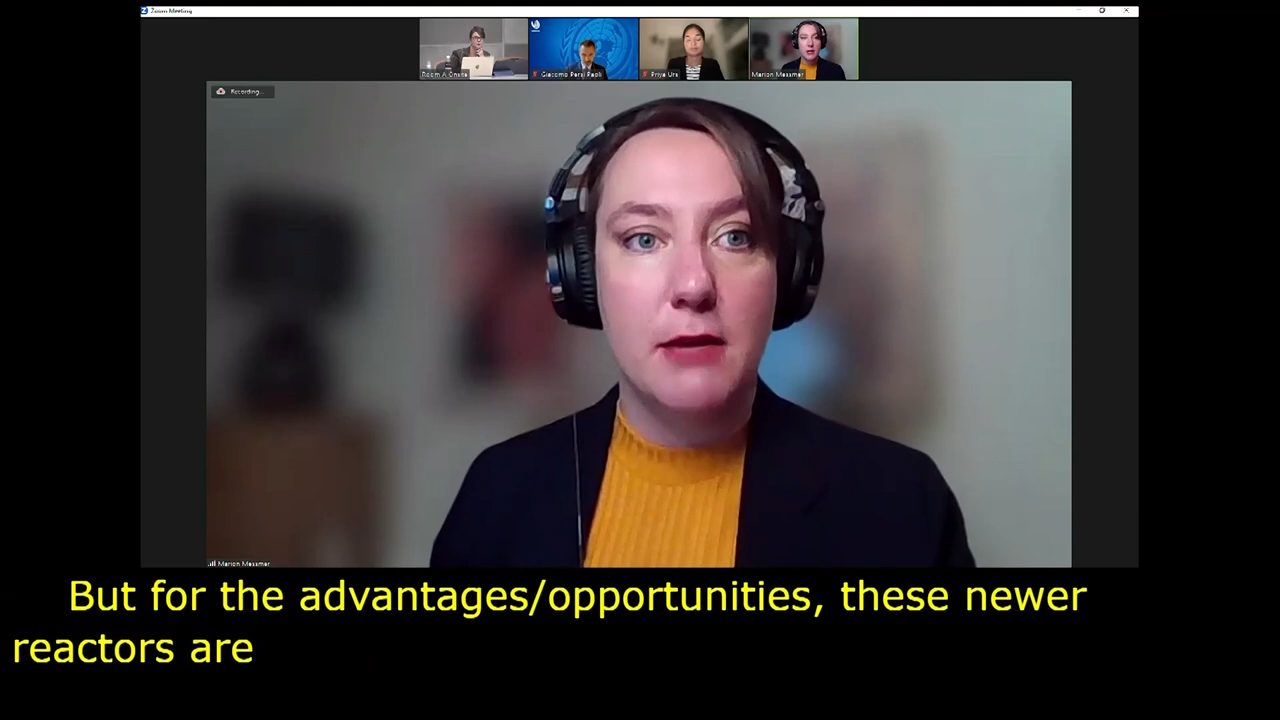 Zoom Meeting
Room A Onsite
Giacomo Persi Paoli
Priya Urs
Marion Messmer
Recording...
Marion Messmer
But for the advantages/opportunities, these newer
reactors are